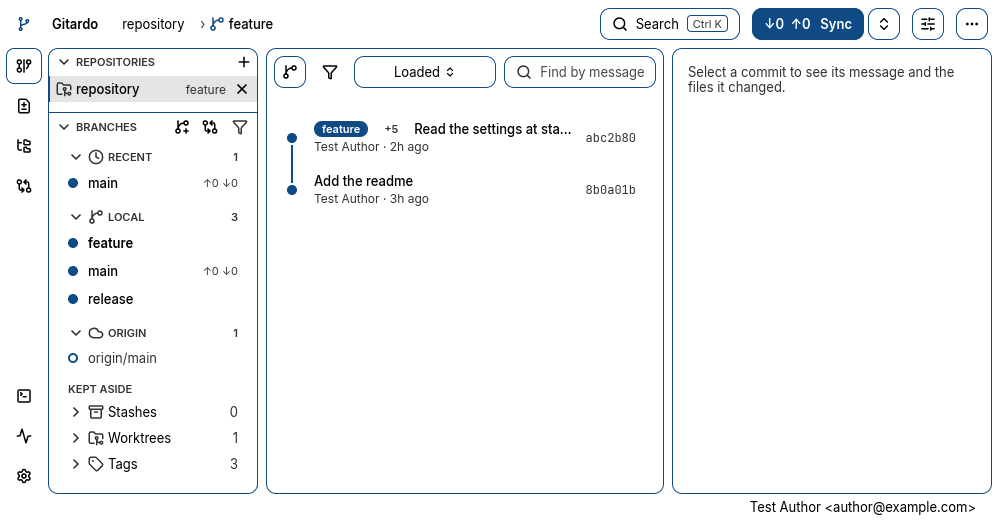 Gitardo repository › feature Search Ctrl K ↓0 ↑0 Sync
REPOSITORIES
repository feature
BRANCHES
RECENT 1
main ↑0 ↓0
LOCAL 3
feature
main ↑0 ↓0
release
ORIGIN 1
origin/main
KEPT ASIDE
Stashes 0
Worktrees 1
Tags 3
Loaded Find by message
feature +5 Read the settings at sta... abc2b80
Test Author · 2h ago
Add the readme 8b0a01b
Test Author · 3h ago
Select a commit to see its message and the
files it changed.
Test Author <author@example.com>